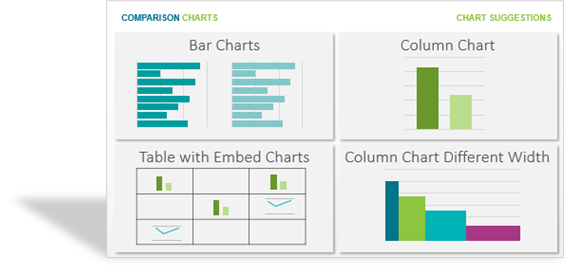 COMPARISON CHARTS
CHART SUGGESTIONS
Bar Charts
Column Chart
Table with Embed Charts
Column Chart Different Width